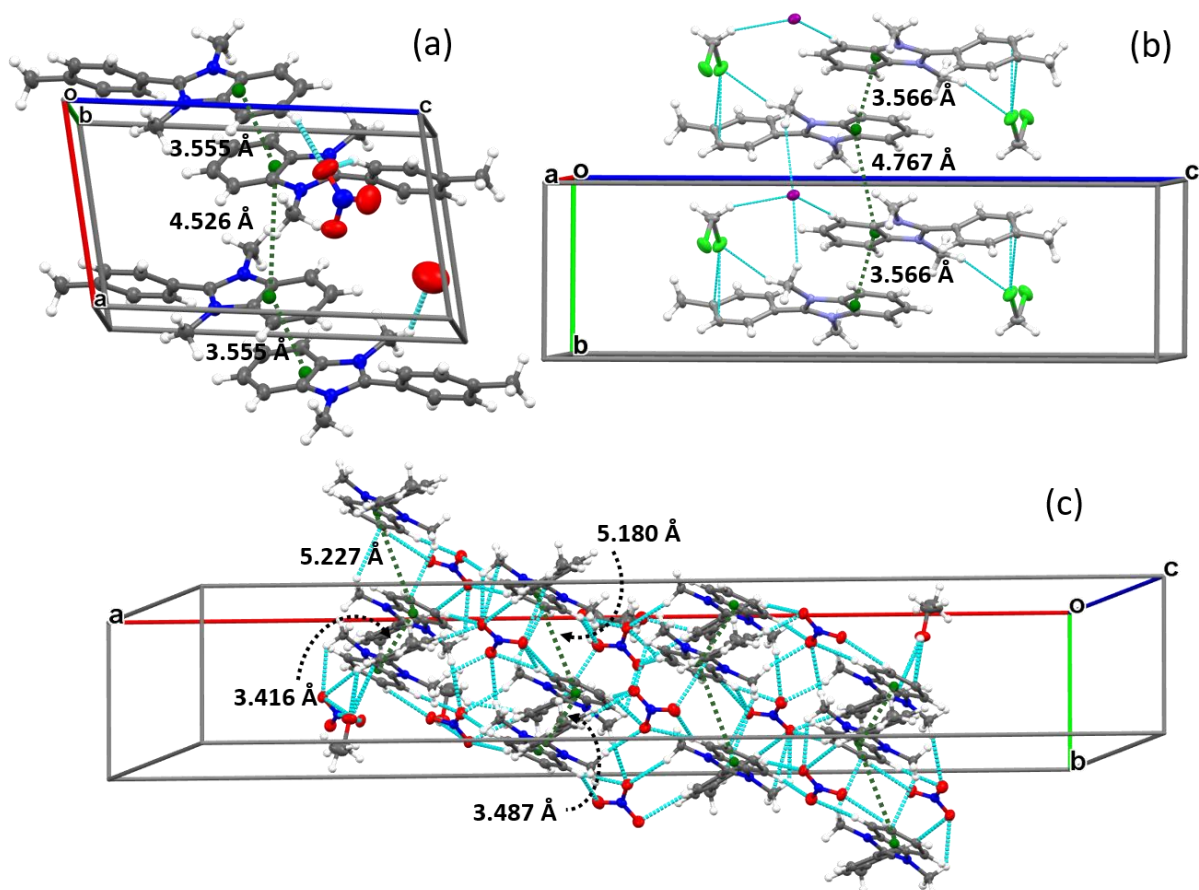 (a)
o
b
c
3.555 Å
4.526 Å
a
3.555 Å
(b)
3.566 Å
4.767 Å
a
o
c
3.566 Å
b
(c)
5.180 Å
5.227 Å
c
a
o
3.416 Å
b
3.487 Å